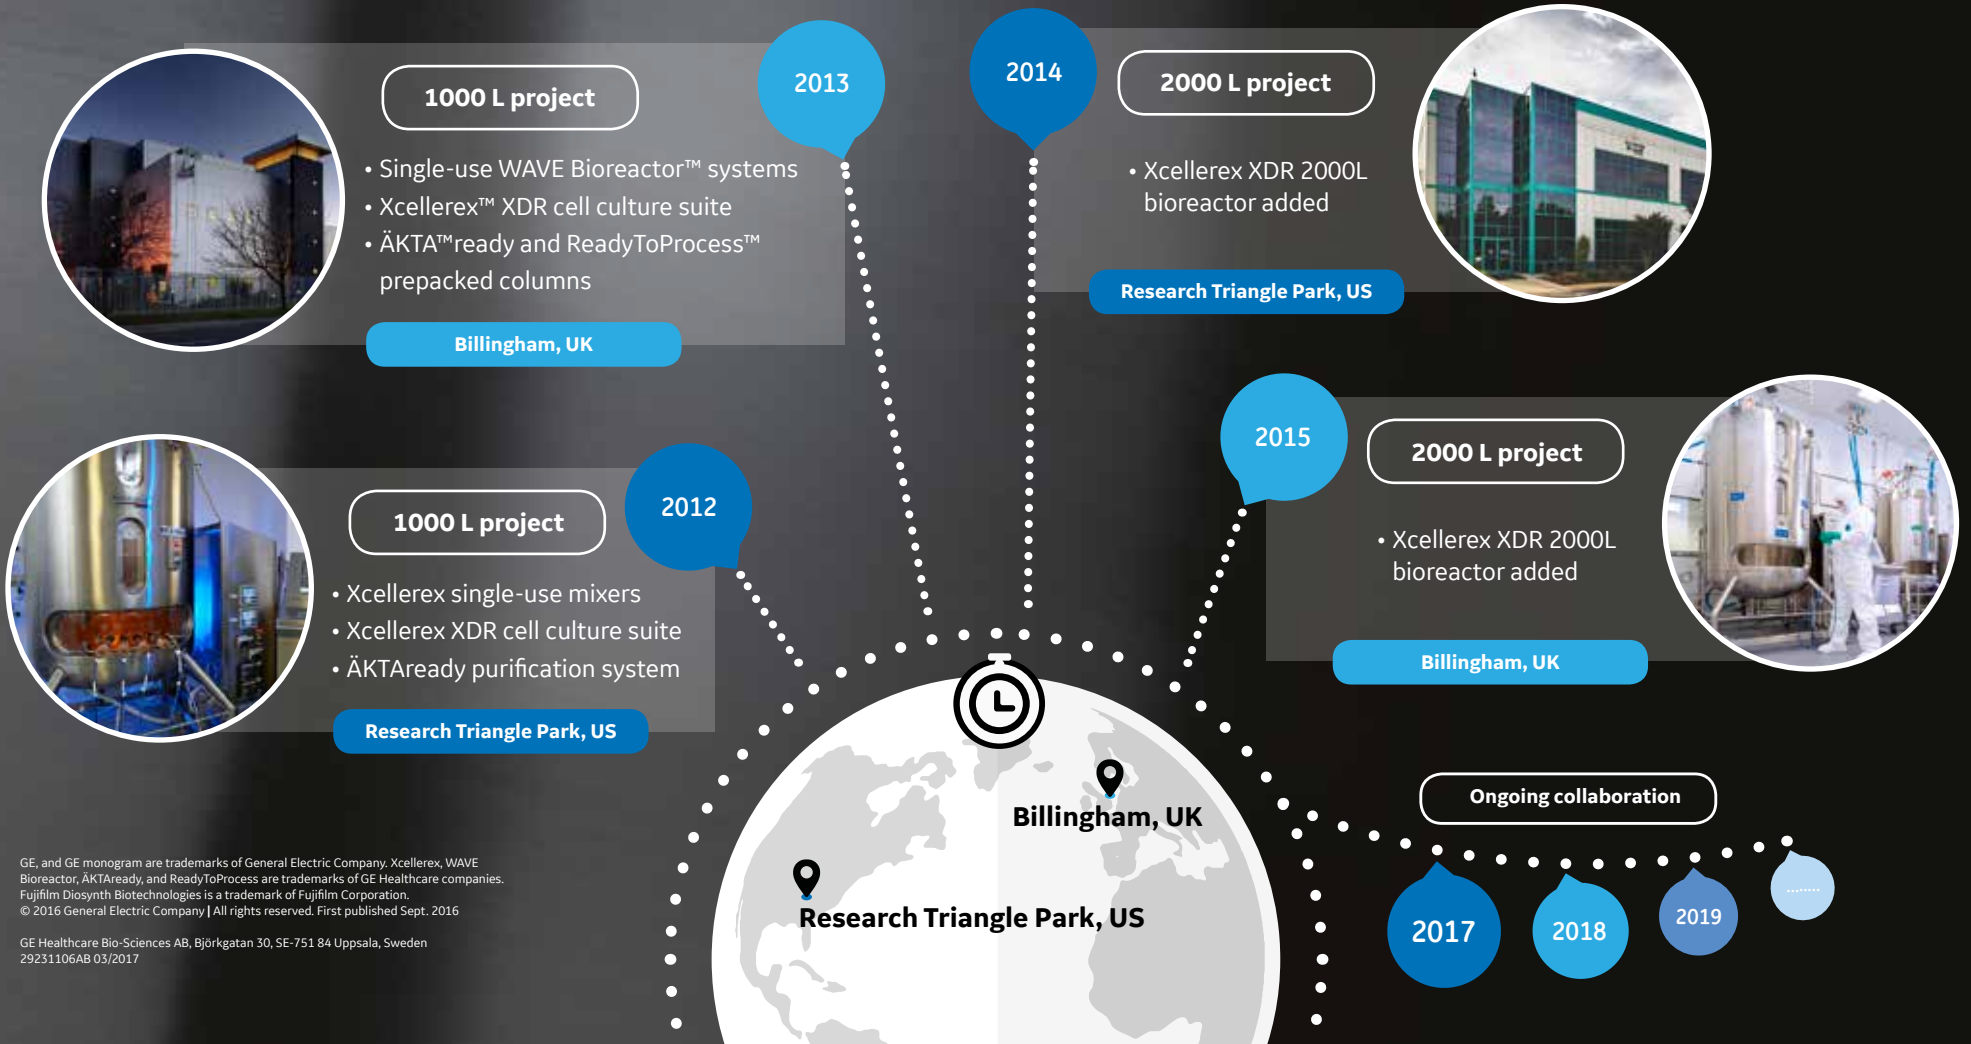 2013
1000 L project
• Single-use WAVE Bioreactor™ systems
• Xcellerex™ XDR cell culture suite
• ÄKTA™ready and ReadyToProcess™
prepacked columns
Billingham, UK
2014
2000 L project
• Xcellerex XDR 2000L
bioreactor added
Research Triangle Park, US
2012
1000 L project
• Xcellerex single-use mixers
• Xcellerex XDR cell culture suite
• ÄKTAready purification system
Research Triangle Park, US
2015
2000 L project
• Xcellerex XDR 2000L
bioreactor added
Billingham, UK
Billingham, UK
Research Triangle Park, US
Ongoing collaboration
2017
2018
2019
........
GE, and GE monogram are trademarks of General Electric Company. Xcellerex, WAVE
Bioreactor, ÄKTAready, and ReadyToProcess are trademarks of GE Healthcare companies.
Fujifilm Diosynth Biotechnologies is a trademark of Fujifilm Corporation.
© 2016 General Electric Company | All rights reserved. First published Sept. 2016
GE Healthcare Bio-Sciences AB, Björkgatan 30, SE-751 84 Uppsala, Sweden
29231106AB 03/2017